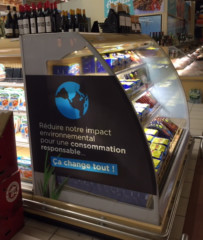 Réduire notre impact
environnemental
pour une consommation
responsable.
Ça change tout !